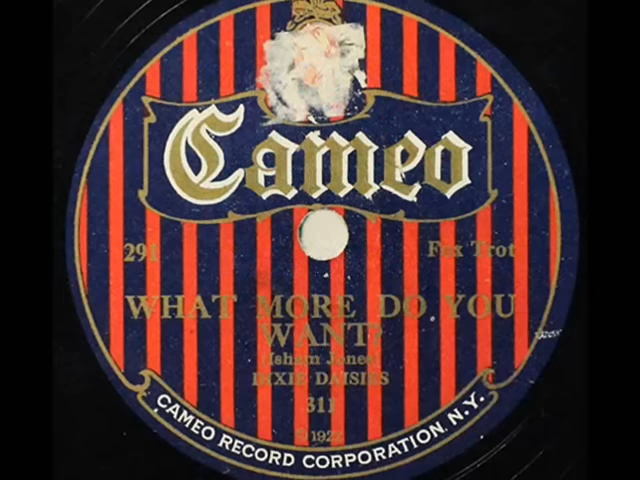 Cameo
291 Fox Trot
WHAT MORE DO YOU
WANT?
(Isham Jones)
DIXIE DAISIES
311
CAMEO RECORD CORPORATION. N.Y.